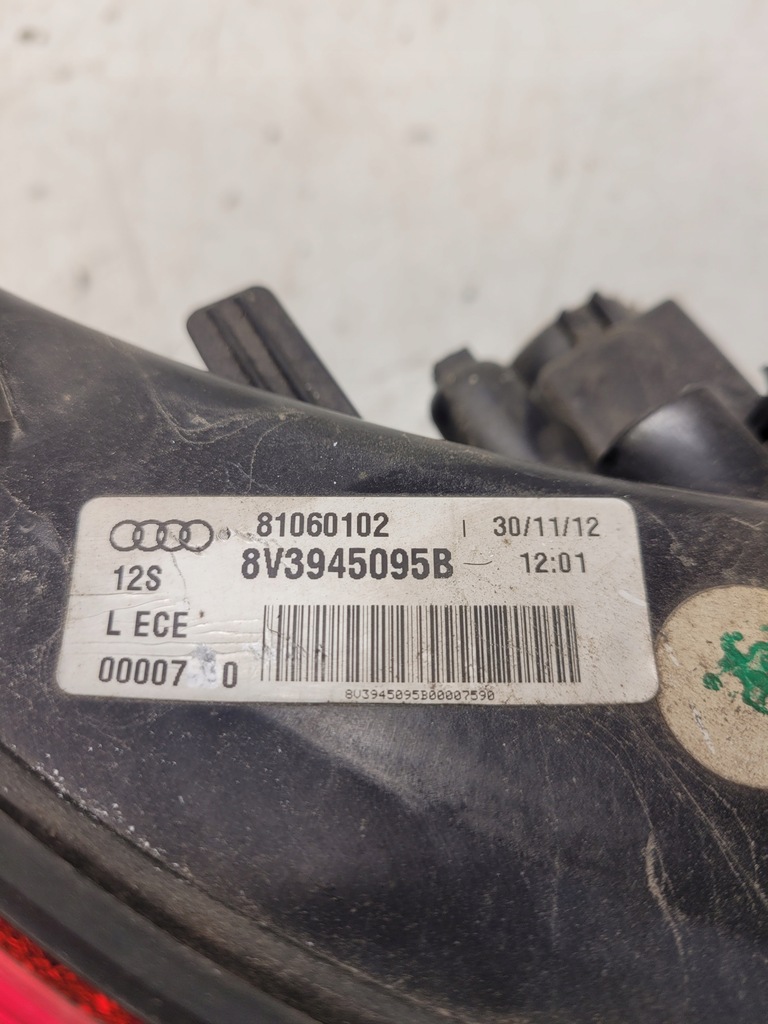 81060102 | 30/11/12
8V3945095B 12:01
12S
L ECE
00007 0
8V3945095B00007590